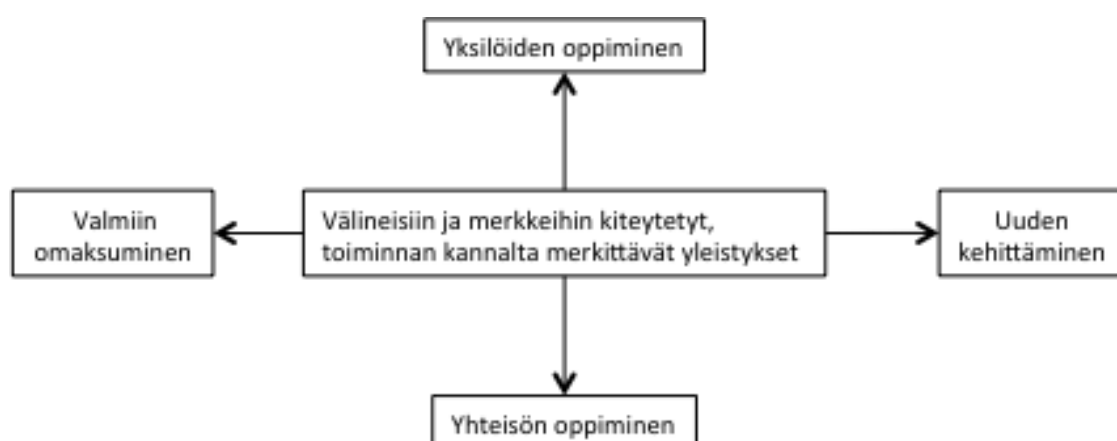 Yksilöiden oppiminen
Valmiin
omaksuminen
Välineisiin ja merkkeihin kiteytetyt,
toiminnan kannalta merkittävät yleistykset
Uuden
kehittäminen
Yhteisön oppiminen